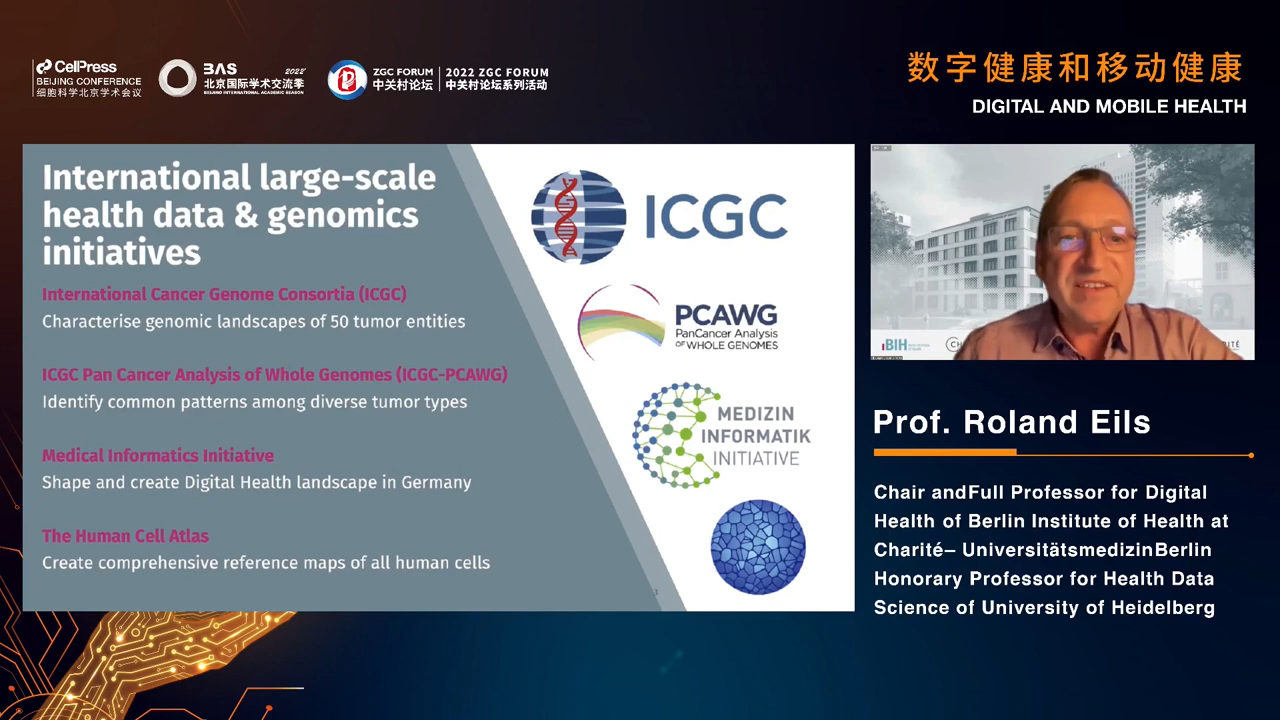 CellPress
BEIJING CONFERENCE
细胞科学北京学术会议
BAS 2022
北京国际学术交流季
BEIJING INTERNATIONAL ACADEMIC SEASON
ZGC FORUM
中关村论坛
2022 ZGC FORUM
中关村论坛系列活动
数字健康和移动健康
DIGITAL AND MOBILE HEALTH
International large-scale
health data & genomics
initiatives
International Cancer Genome Consortia (ICGC)
Characterise genomic landscapes of 50 tumor entities
ICGC Pan Cancer Analysis of Whole Genomes (ICGC-PCAWG)
Identify common patterns among diverse tumor types
Medical Informatics Initiative
Shape and create Digital Health landscape in Germany
The Human Cell Atlas
Create comprehensive reference maps of all human cells
ICGC
PCAWG
PanCancer Analysis
OF WHOLE GENOMES
MEDIZIN
INFORMATIK
INITIATIVE
BIH
Prof. Roland Eils
Chair andFull Professor for Digital
Health of Berlin Institute of Health at
Charité– UniversitätsmedizinBerlin
Honorary Professor for Health Data
Science of University of Heidelberg